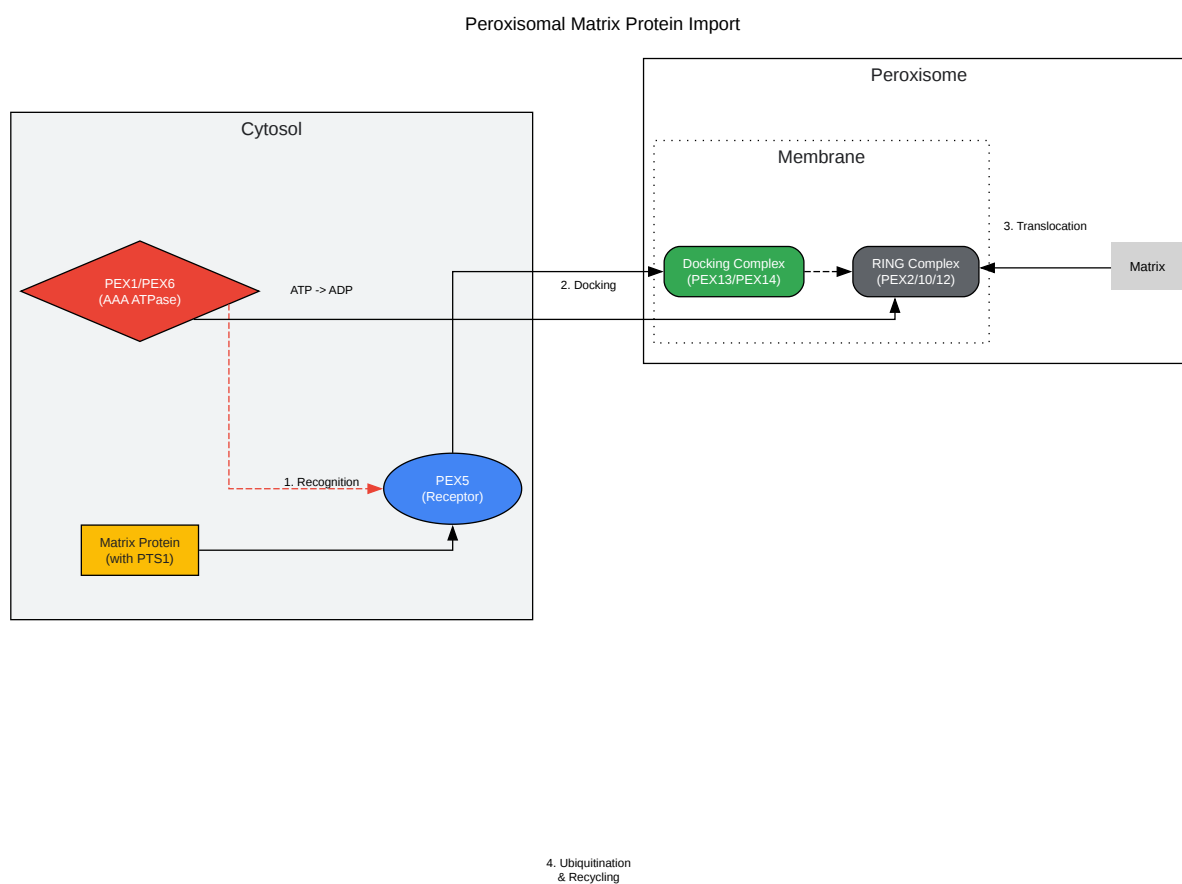 Peroxisomal Matrix Protein Import
Peroxisome
Cytosol
Membrane
3. Translocation
Docking Complex
(PEX13/PEX14)
RING Complex
(PEX2/10/12)
Matrix
PEX1/PEX6
(AAA ATPase)
ATP -> ADP
2. Docking
1. Recognition
PEX5
(Receptor)
Matrix Protein
(with PTS1)
4. Ubiquitination
& Recycling